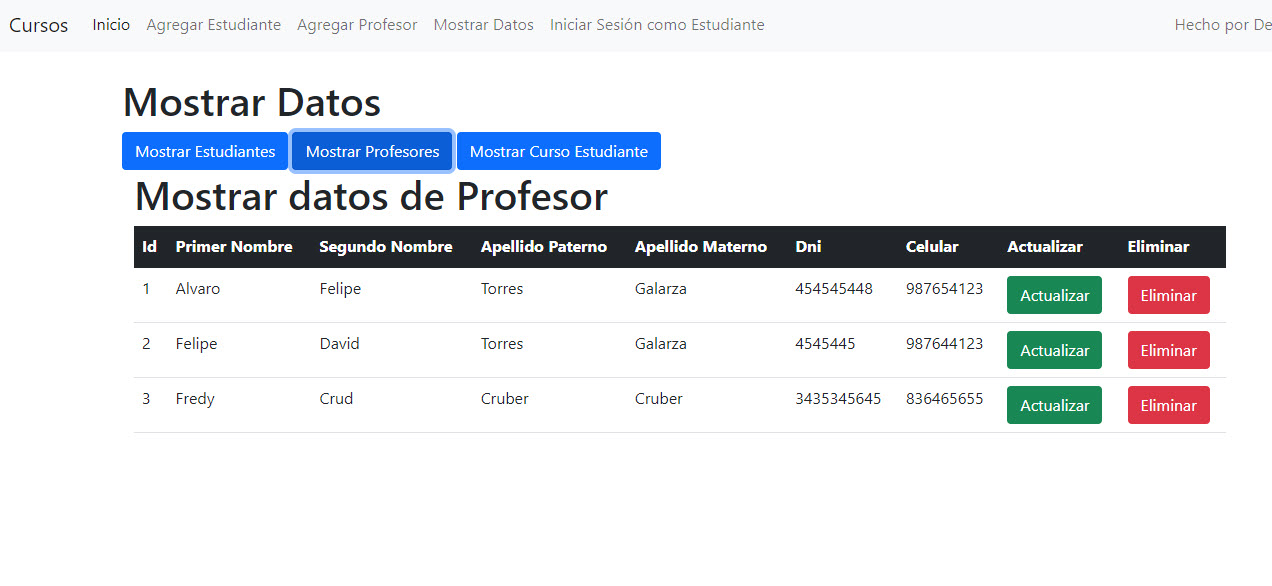 Cursos Inicio Agregar Estudiante Agregar Profesor Mostrar Datos Iniciar Sesión como Estudiante Hecho por De
Mostrar Datos
Mostrar Estudiantes Mostrar Profesores Mostrar Curso Estudiante
Mostrar datos de Profesor
Id Primer Nombre Segundo Nombre Apellido Paterno Apellido Materno Dni Celular Actualizar Eliminar
1 Alvaro Felipe Torres Galarza 454545448 987654123 Actualizar Eliminar
2 Felipe David Torres Galarza 4545445 987644123 Actualizar Eliminar
3 Fredy Crud Cruber Cruber 3435345645 836465655 Actualizar Eliminar